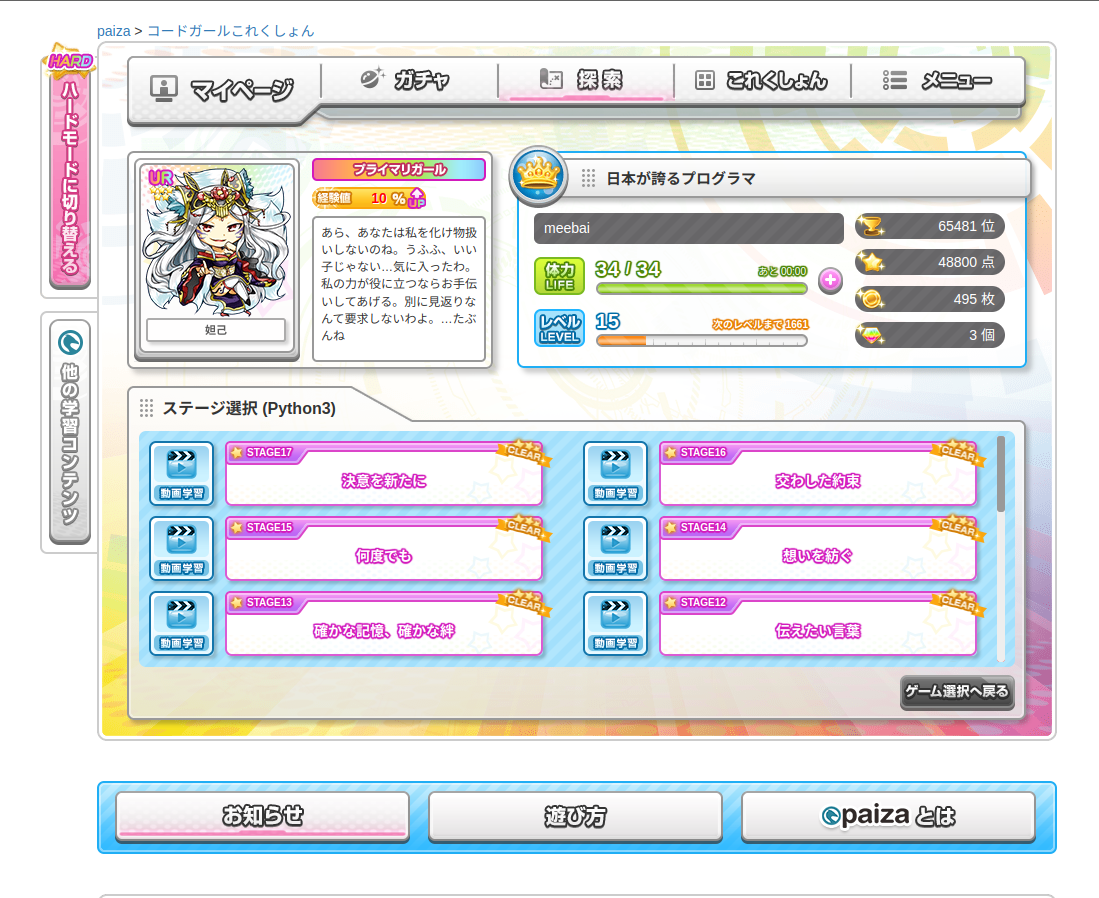 paiza > コードガールこれくしょん
HARD
ハードモードに切り替える
他の学習コンテンツ
マイページ
ガチャ
探索
これくしょん
メニュー
UR
妲己
プライマリガール
経験値 10 % UP
あら、あなたは私を化け物扱
いしないのね。うふふ、いい
子じゃない…気に入ったわ。
私の力が役に立つならお手伝
いしてあげる。別に見返りな
んて要求しないわよ。…たぶ
んね
日本が誇るプログラマ
meebai
体力
LIFE
34 / 34
あと 00:00
レベル
LEVEL
15
次のレベルまで 1661
65481 位
48800 点
495 枚
3 個
ステージ選択 (Python3)
動画学習
STAGE17
CLEAR
決意を新たに
動画学習
STAGE16
CLEAR
交わした約束
動画学習
STAGE15
CLEAR
何度でも
動画学習
STAGE14
CLEAR
想いを紡ぐ
動画学習
STAGE13
CLEAR
確かな記憶、確かな絆
動画学習
STAGE12
CLEAR
伝えたい言葉
ゲーム選択へ戻る
お知らせ
遊び方
paiza とは